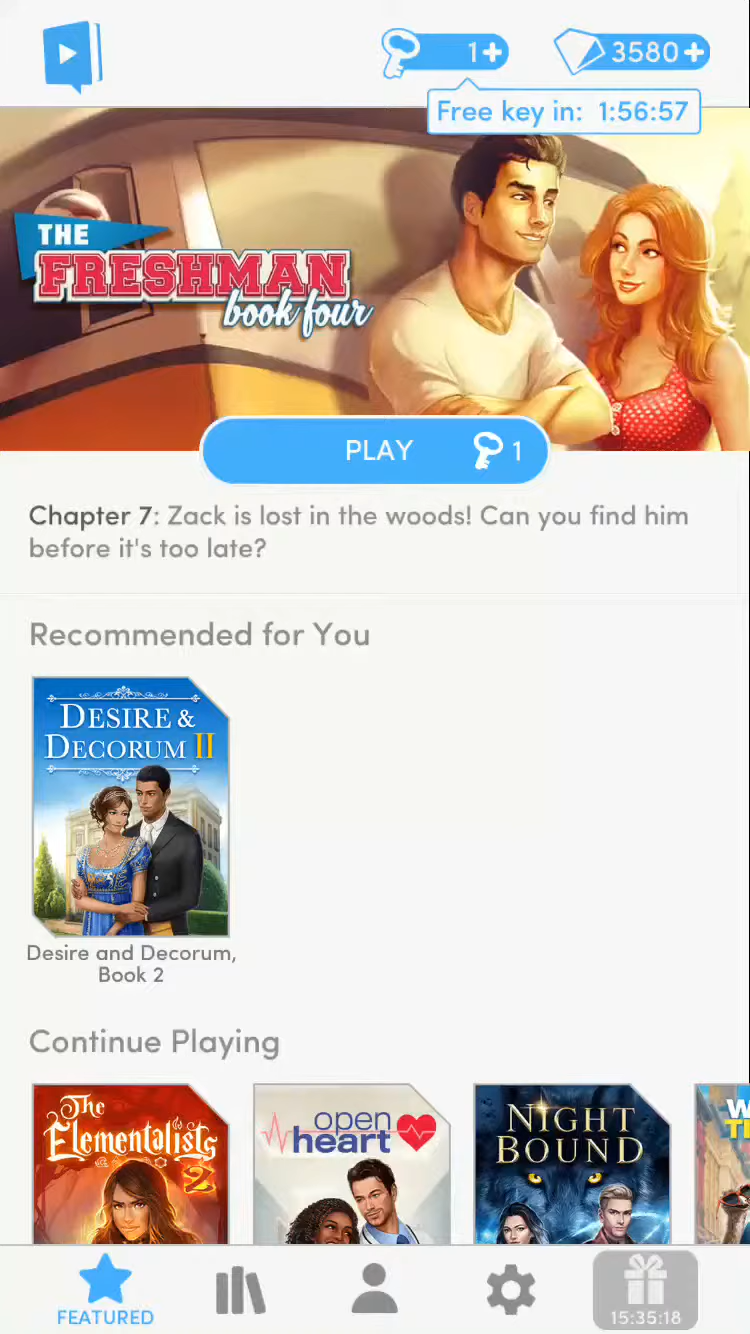 1+
3580+
Free key in: 1:56:57
THE
FRESHMAN
book four
PLAY 1
Chapter 7: Zack is lost in the woods! Can you find him
before it's too late?
Recommended for You
DESIRE &
DECORUM II
Desire and Decorum,
Book 2
Continue Playing
The
Elementalists
2
open
heart
NIGHT
BOUND
FEATURED
15:35:18